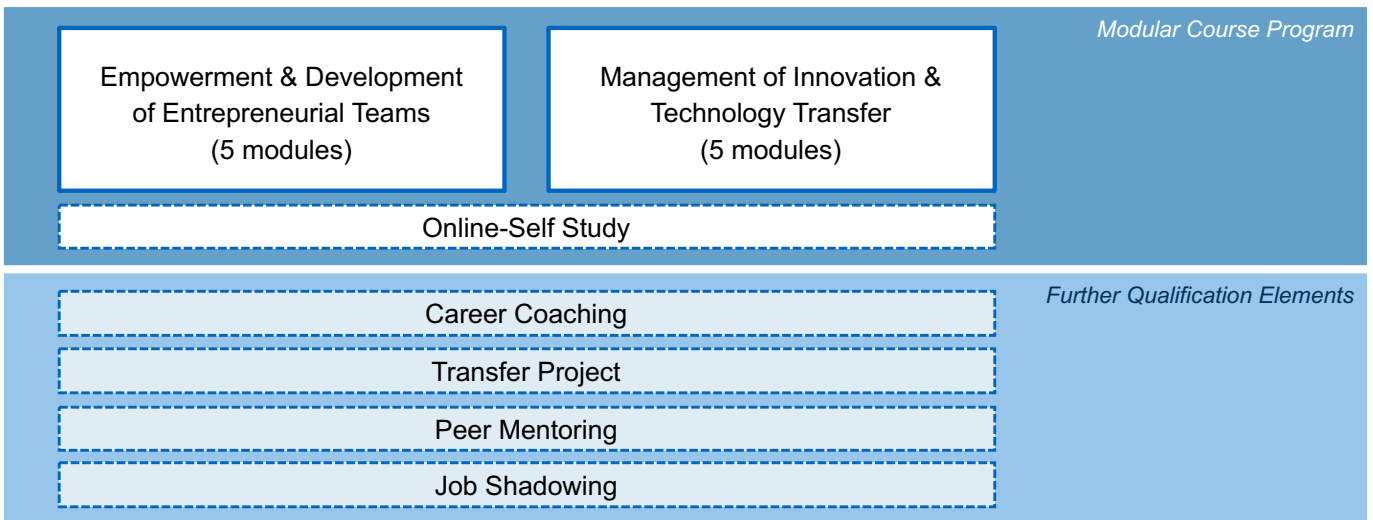 Modular Course Program
Empowerment & Development
of Entrepreneurial Teams
(5 modules)
Management of Innovation &
Technology Transfer
(5 modules)
Online-Self Study
Further Qualification Elements
Career Coaching
Transfer Project
Peer Mentoring
Job Shadowing